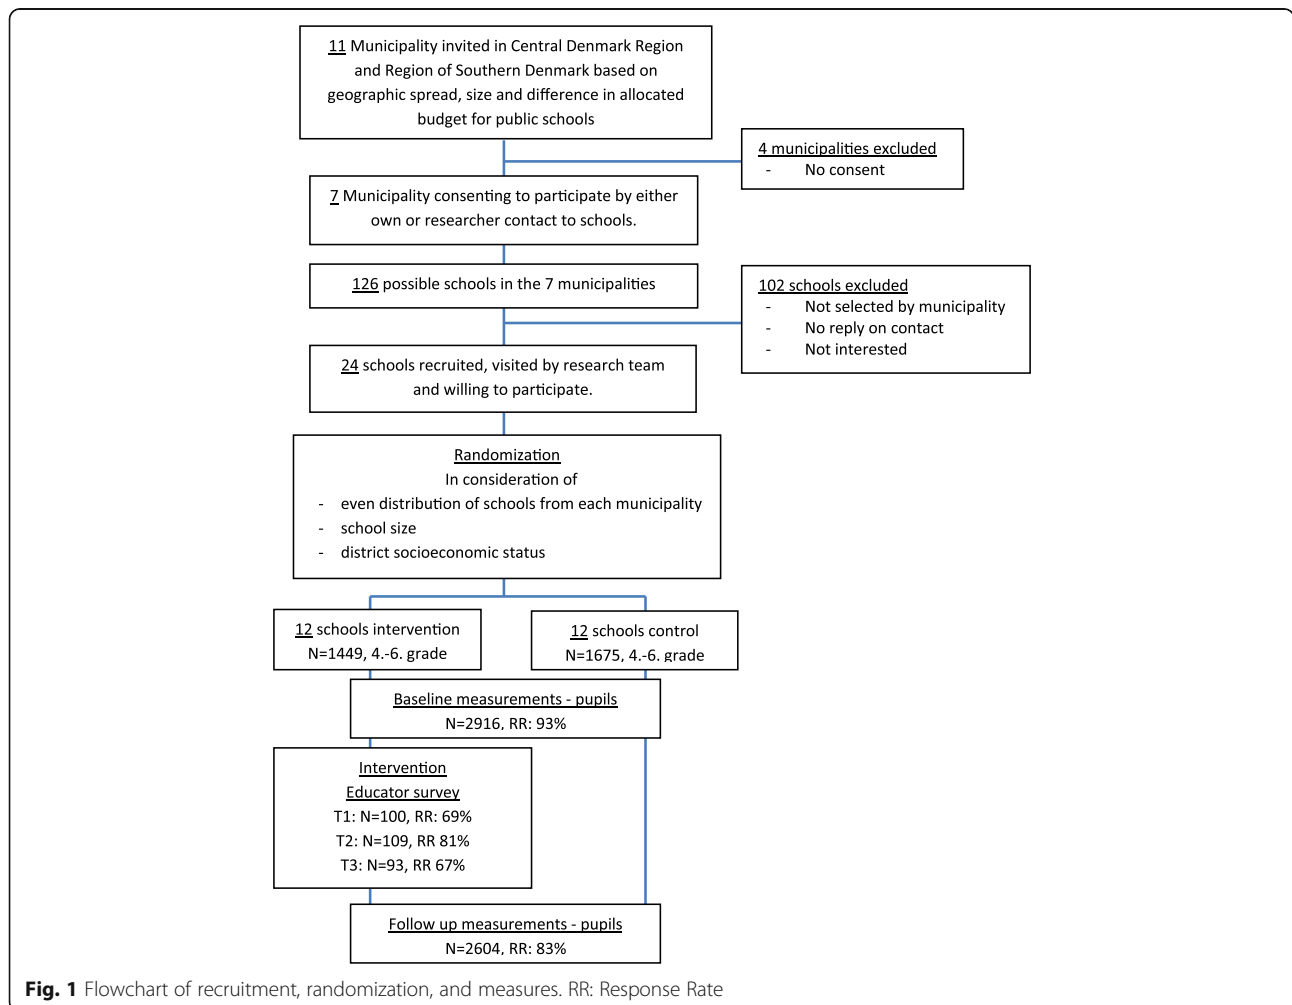 11 Municipality invited in Central Denmark Region
and Region of Southern Denmark based on
geographic spread, size and difference in allocated
budget for public schools
4 municipalities excluded
- No consent
7 Municipality consenting to participate by either
own or researcher contact to schools.
126 possible schools in the 7 municipalities
102 schools excluded
- Not selected by municipality
- No reply on contact
- Not interested
24 schools recruited, visited by research team
and willing to participate.
Randomization
In consideration of
- even distribution of schools from each municipality
- school size
- district socioeconomic status
12 schools intervention
N=1449, 4.-6. grade
12 schools control
N=1675, 4.-6. grade
Baseline measurements - pupils
N=2916, RR: 93%
Intervention
Educator survey
T1: N=100, RR: 69%
T2: N=109, RR 81%
T3: N=93, RR 67%
Follow up measurements - pupils
N=2604, RR: 83%
Fig. 1 Flowchart of recruitment, randomization, and measures. RR: Response Rate